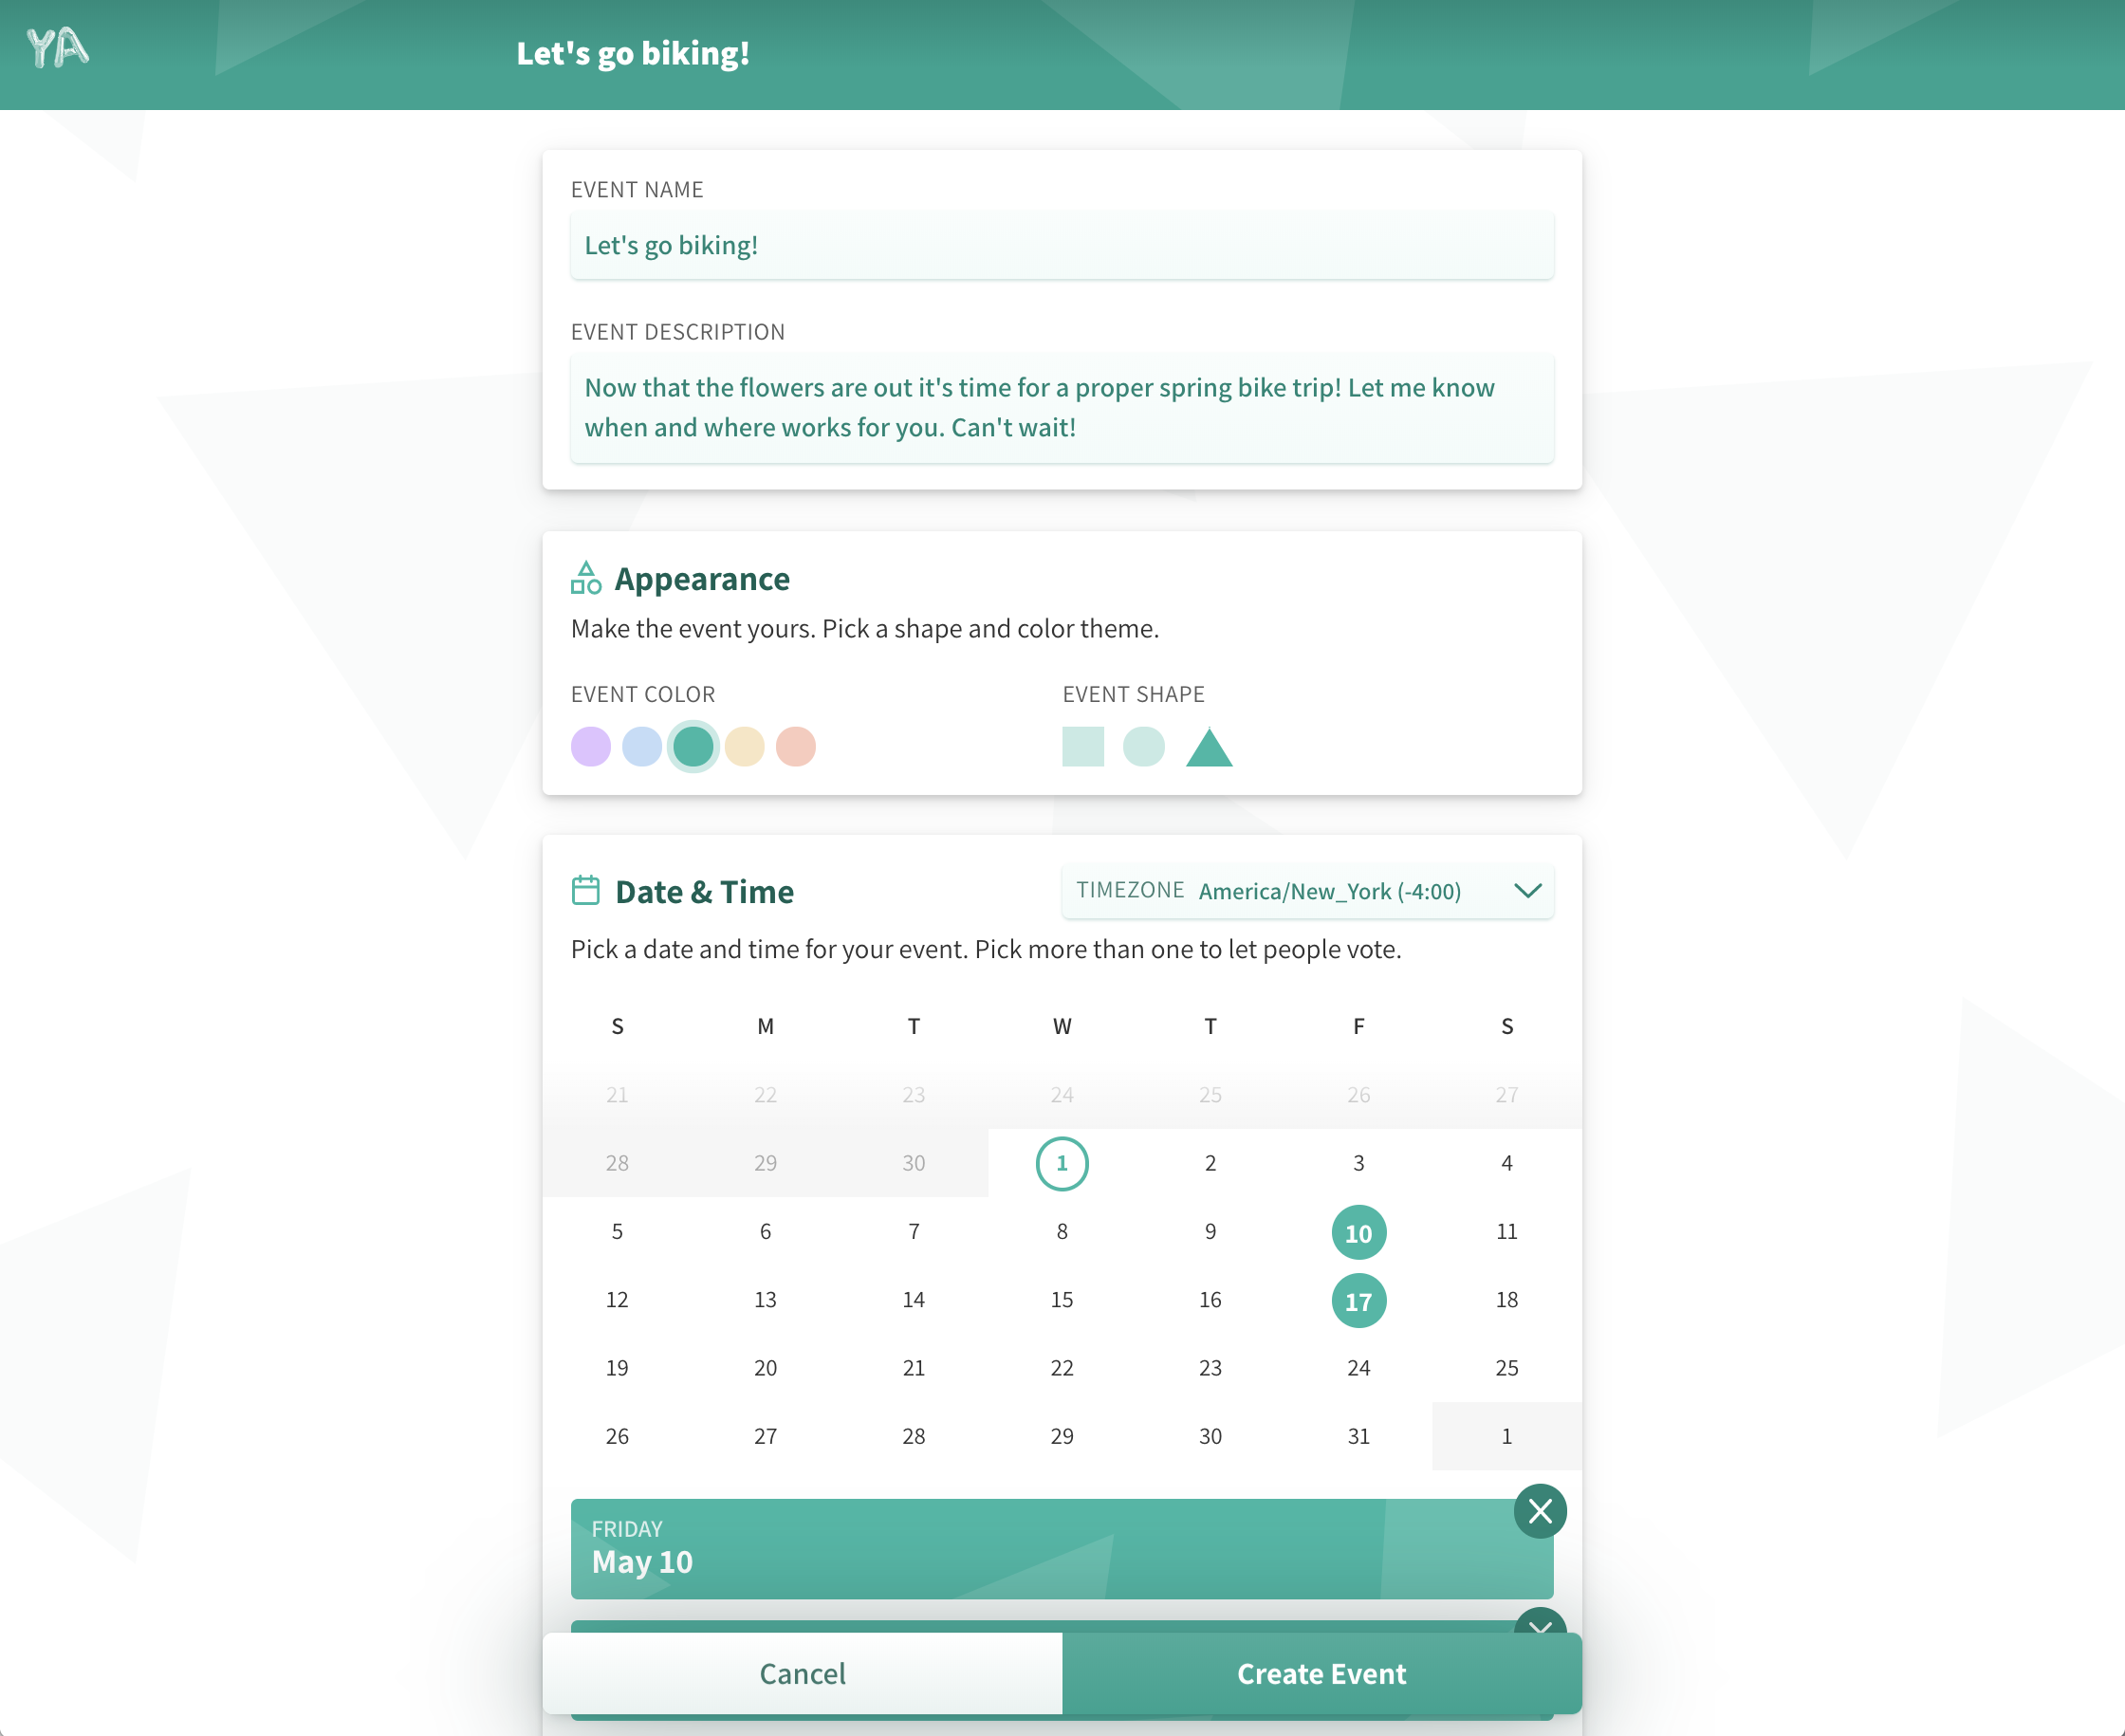 YA
Let's go biking!
EVENT NAME
Let's go biking!
EVENT DESCRIPTION
Now that the flowers are out it's time for a proper spring bike trip! Let me know
when and where works for you. Can't wait!
Appearance
Make the event yours. Pick a shape and color theme.
EVENT COLOR
EVENT SHAPE
Date & Time
TIMEZONE America/New_York (-4:00)
Pick a date and time for your event. Pick more than one to let people vote.
S M T W T F S
21 22 23 24 25 26 27
28 29 30 1 2 3 4
5 6 7 8 9 10 11
12 13 14 15 16 17 18
19 20 21 22 23 24 25
26 27 28 29 30 31 1
FRIDAY
May 10
Cancel
Create Event